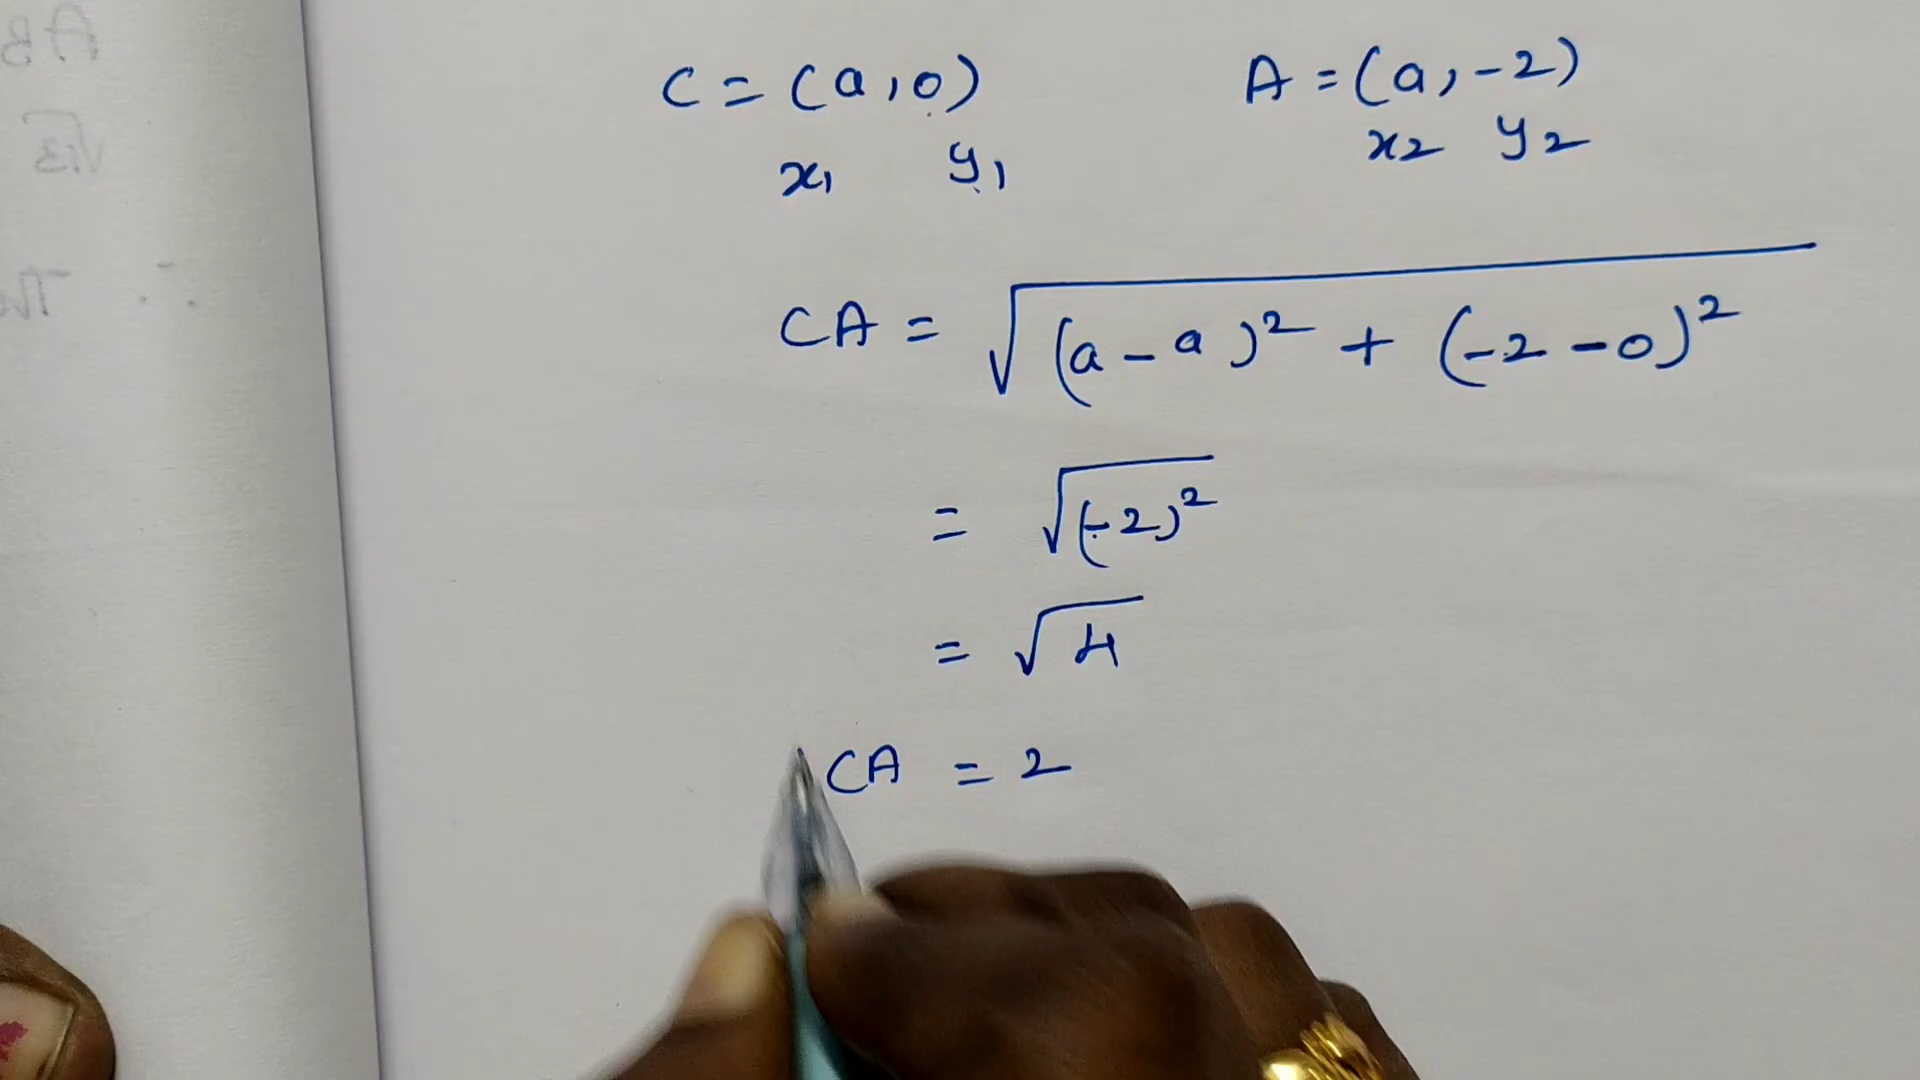 C = (a, 0) A = (a, -2)
x1 y1 x2 y2
CA = √(a - a)² + (-2 - 0)²
= √(-2)²
= √4
CA = 2